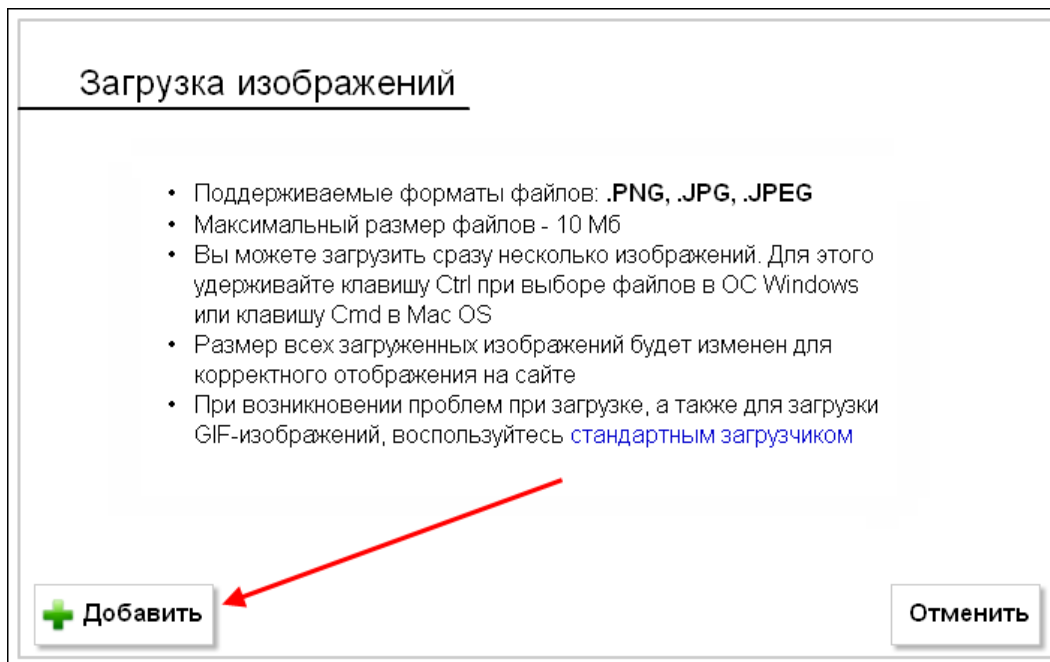 Загрузка изображений
• Поддерживаемые форматы файлов: .PNG, .JPG, .JPEG
• Максимальный размер файлов - 10 Мб
• Вы можете загрузить сразу несколько изображений. Для этого
удерживайте клавишу Ctrl при выборе файлов в ОС Windows
или клавишу Cmd в Mac OS
• Размер всех загруженных изображений будет изменен для
корректного отображения на сайте
• При возникновении проблем при загрузке, а также для загрузки
GIF-изображений, воспользуйтесь стандартным загрузчиком
Добавить
Отменить